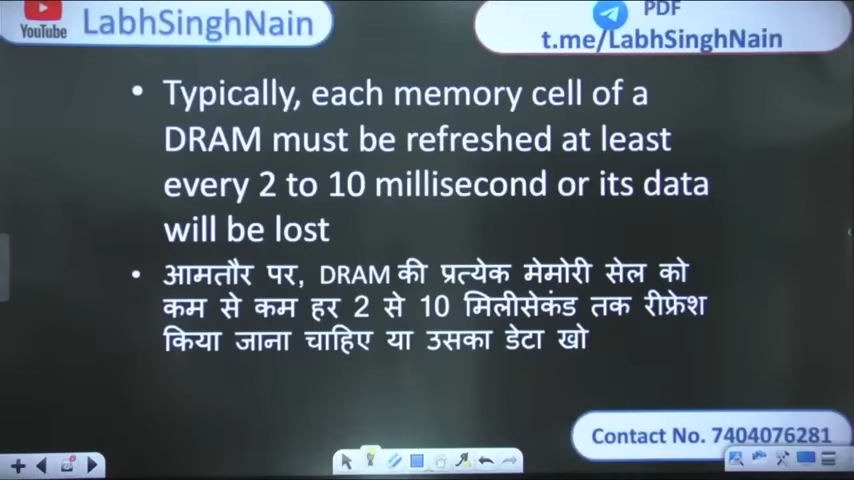 YouTube LabhSinghNain
PDF
t.me/LabhSinghNain
• Typically, each memory cell of a
DRAM must be refreshed at least
every 2 to 10 millisecond or its data
will be lost
• आमतौर पर, DRAM की प्रत्येक मेमोरी सेल को
कम से कम हर 2 से 10 मिलीसेकंड तक रीफ्रेश
किया जाना चाहिए या उसका डेटा खो
Contact No. 7404076281